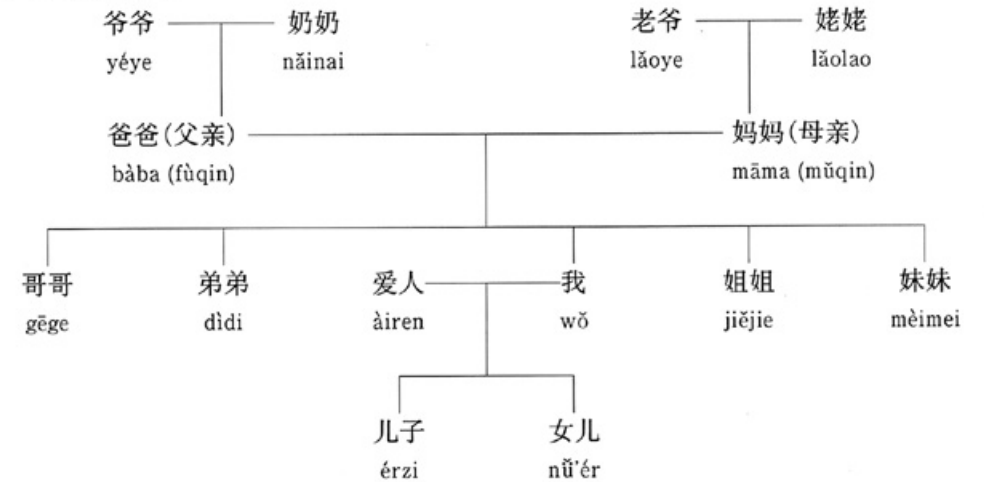 爷爷 奶奶 老爷 姥姥
yéye nǎinai lǎoye lǎolao
爸爸(父亲) 妈妈(母亲)
bàba (fùqin) māma (mǔqin)
哥哥 弟弟 爱人 我 姐姐 妹妹
gēge dìdi àiren wǒ jiějie mèimei
儿子 女儿
érzi nǚ'ér